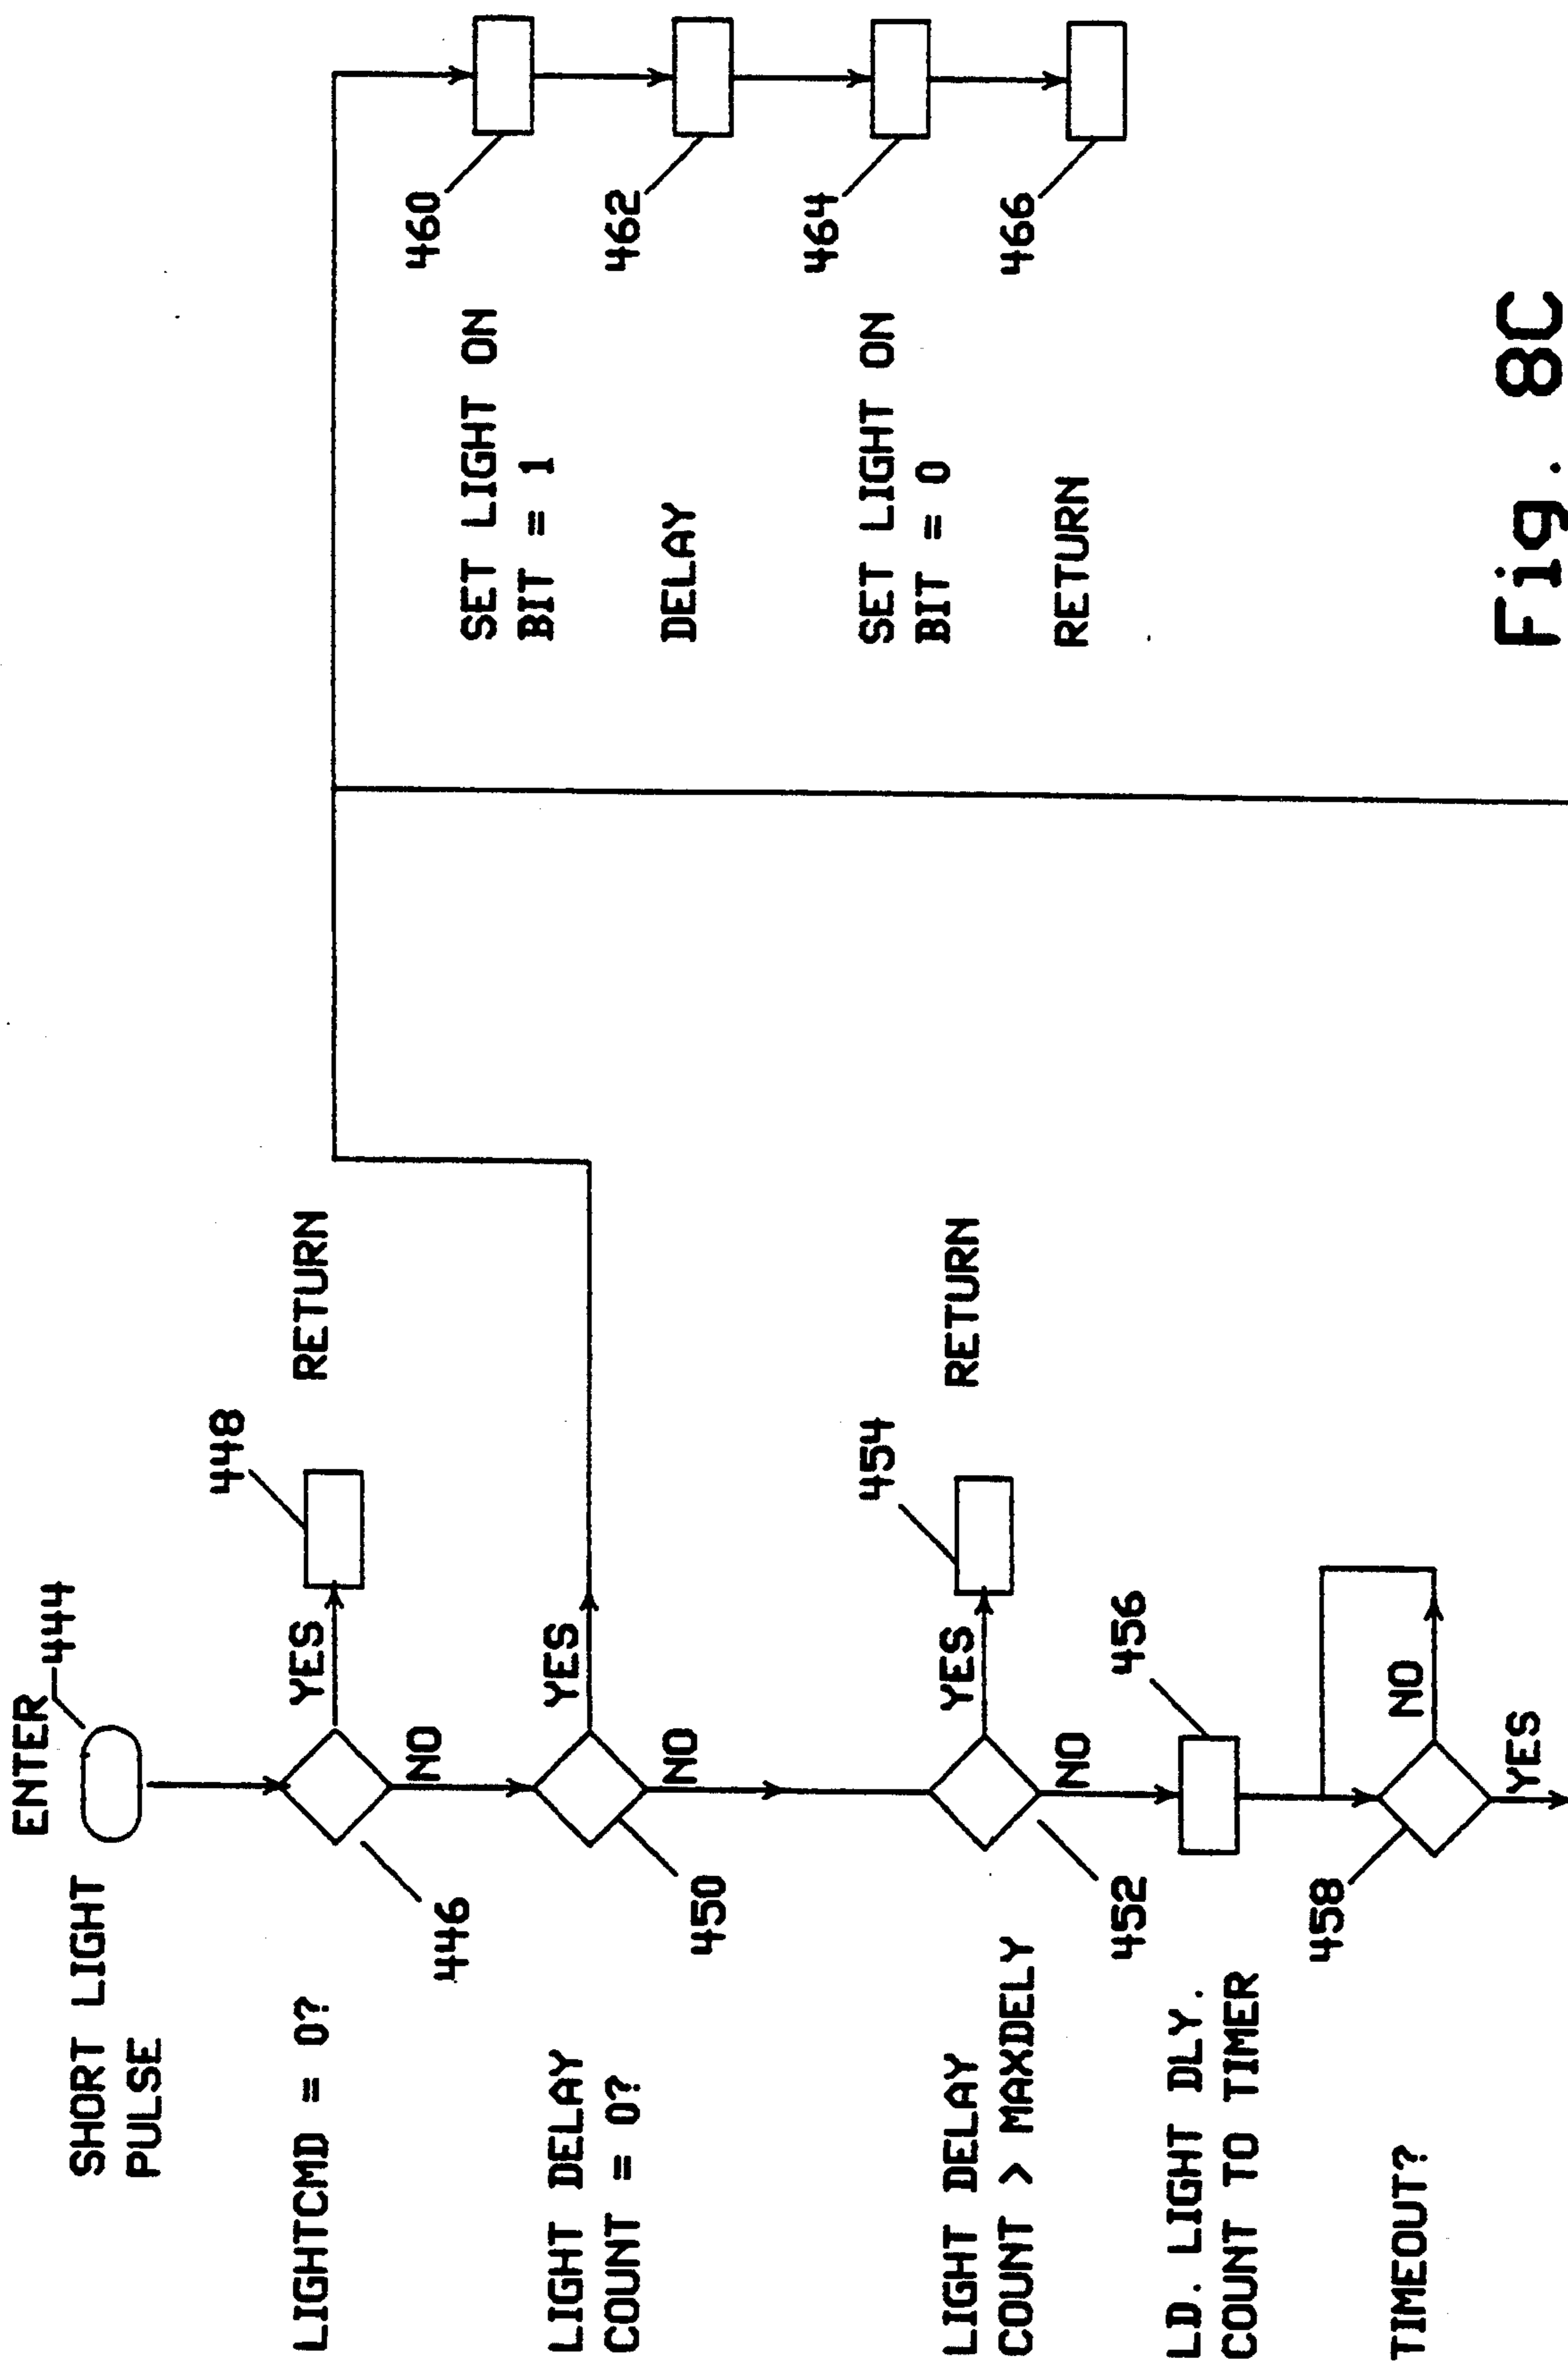 ENTER
444
SHORT LIGHT
PULSE
LIGHTCMD = 0?
446
YES
448
RETURN
NO
LIGHT DELAY
COUNT = 0?
450
YES
NO
LIGHT DELAY
COUNT > MAXDELY
452
YES
454
RETURN
NO
LD. LIGHT DLY.
COUNT TO TIMER
456
TIMEOUT?
458
NO
YES
SET LIGHT ON
BIT = 1
460
DELAY
462
SET LIGHT ON
BIT = 0
464
RETURN
466
Fig. 8C